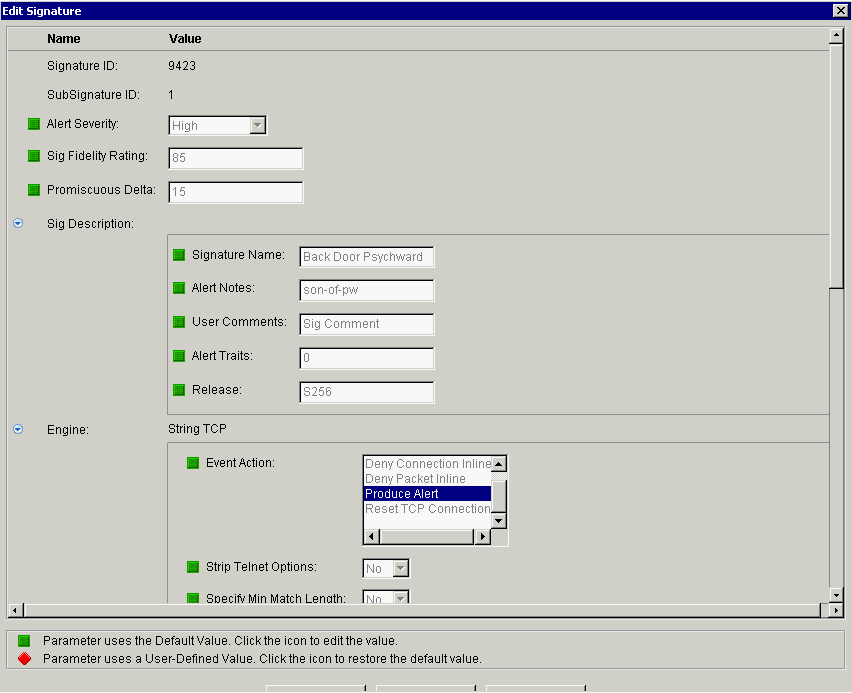 Edit Signature
Name Value
Signature ID: 9423
SubSignature ID: 1
Alert Severity: High
Sig Fidelity Rating: 85
Promiscuous Delta: 15
Sig Description:
Signature Name: Back Door Psychward
Alert Notes: son-of-pw
User Comments: Sig Comment
Alert Traits: 0
Release: S256
Engine: String TCP
Event Action: Deny Connection Inline
Deny Packet Inline
Produce Alert
Reset TCP Connection
Strip Telnet Options: No
Specify Min Match Length: No
Parameter uses the Default Value. Click the icon to edit the value.
Parameter uses a User-Defined Value. Click the icon to restore the default value.